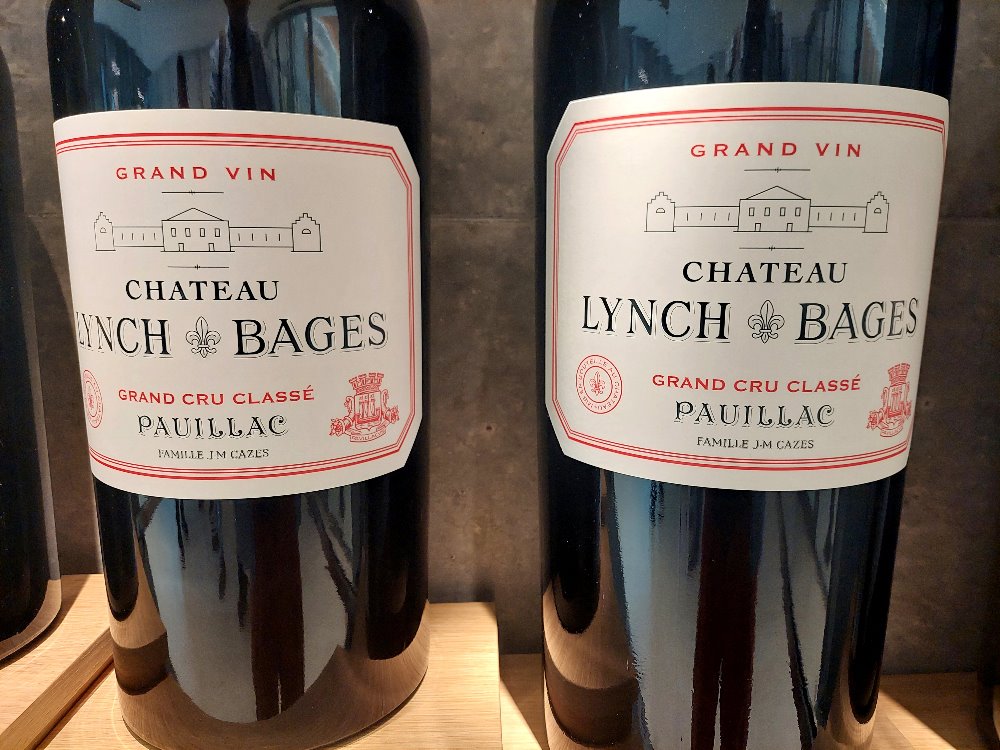 GRAND VIN
CHATEAU
LYNCH BAGES
GRAND CRU CLASSÉ
PAUILLAC
FAMILLE J-M CAZES
PAUILLAC
GRAND VIN
CHATEAU
LYNCH BAGES
GRAND CRU CLASSÉ
PAUILLAC
FAMILLE J-M CAZES